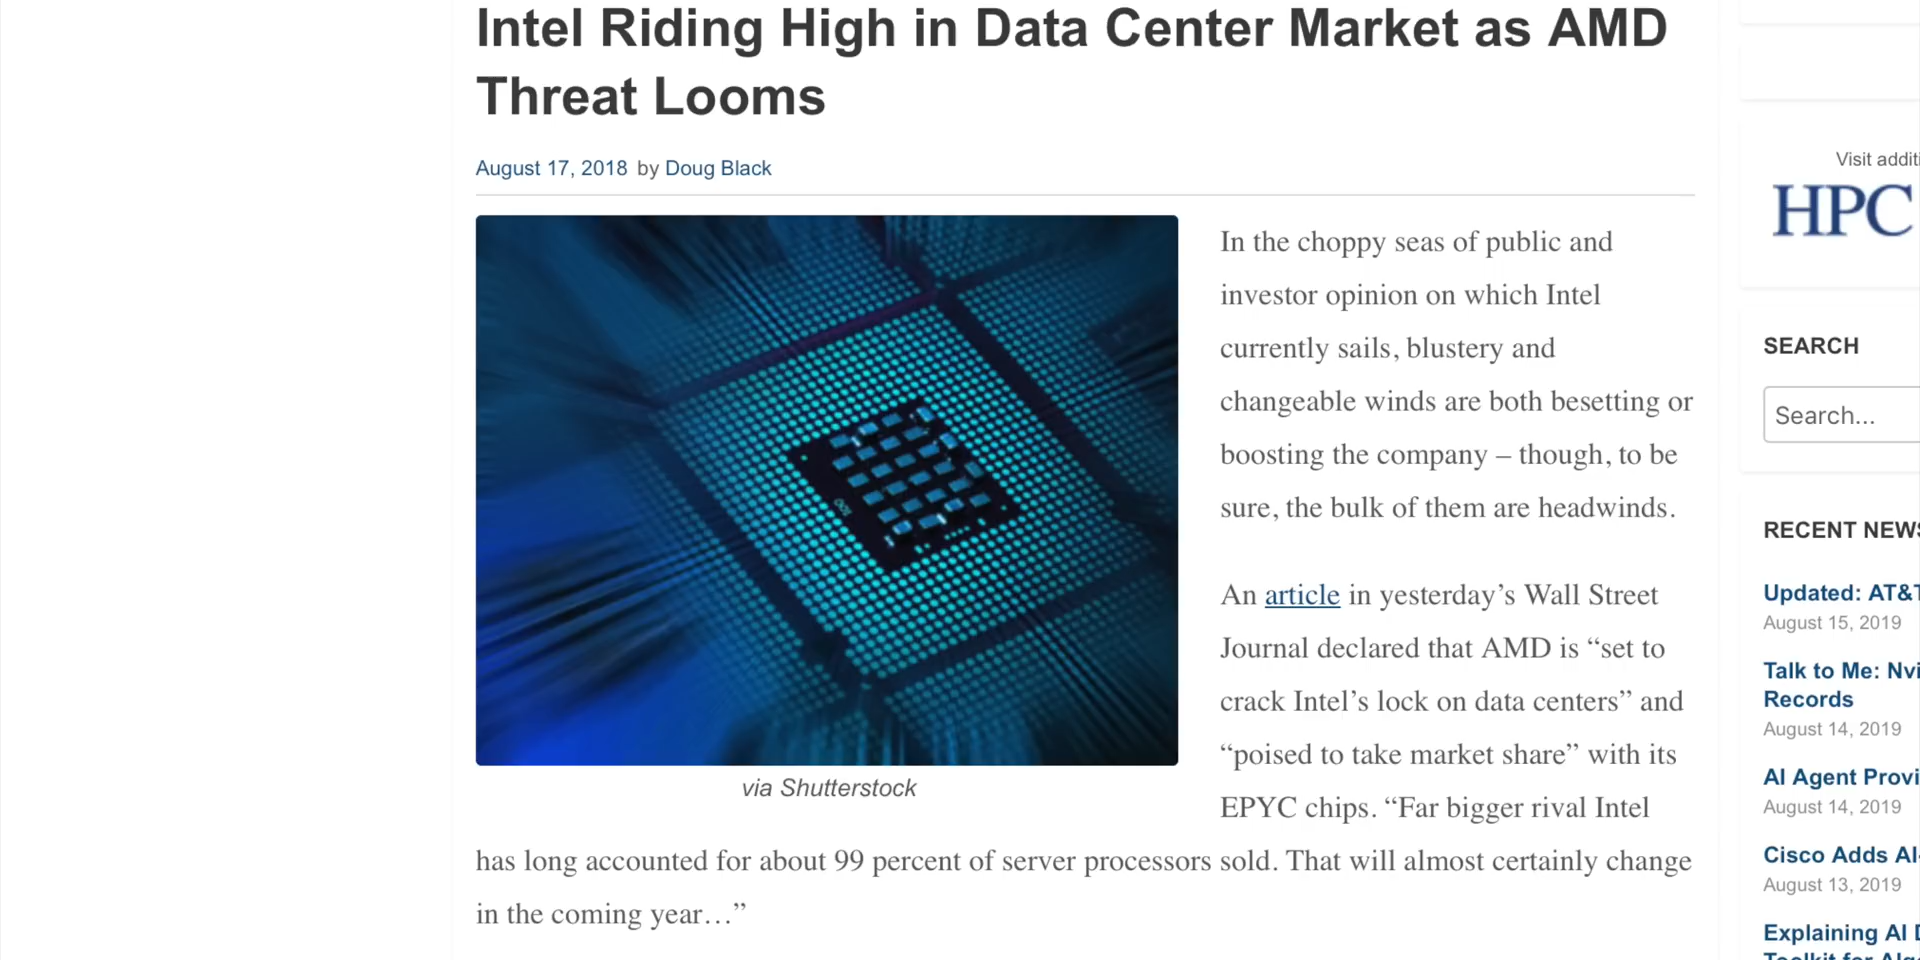 Intel Riding High in Data Center Market as AMD
Threat Looms
August 17, 2018 by Doug Black
via Shutterstock
In the choppy seas of public and
investor opinion on which Intel
currently sails, blustery and
changeable winds are both besetting or
boosting the company – though, to be
sure, the bulk of them are headwinds.
An article in yesterday’s Wall Street
Journal declared that AMD is “set to
crack Intel’s lock on data centers” and
“poised to take market share” with its
EPYC chips. “Far bigger rival Intel
has long accounted for about 99 percent of server processors sold. That will almost certainly change
in the coming year…”
Visit additi
HPC
SEARCH
Search...
RECENT NEWS
Updated: AT&T
August 15, 2019
Talk to Me: Nvi
Records
August 14, 2019
AI Agent Provi
August 14, 2019
Cisco Adds AI-
August 13, 2019
Explaining AI D